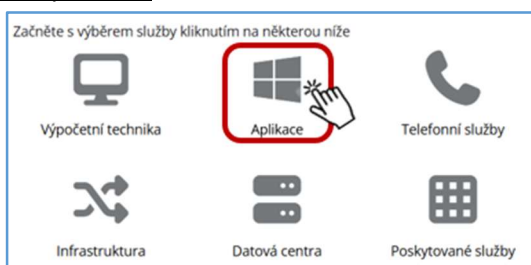 Začněte s výběrem služby kliknutím na některou níže
Výpočetní technika
Aplikace
Telefonní služby
Infrastruktura
Datová centra
Poskytované služby